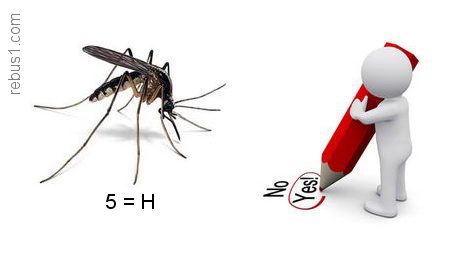 rebus1.com
5 = H
No
Yes!